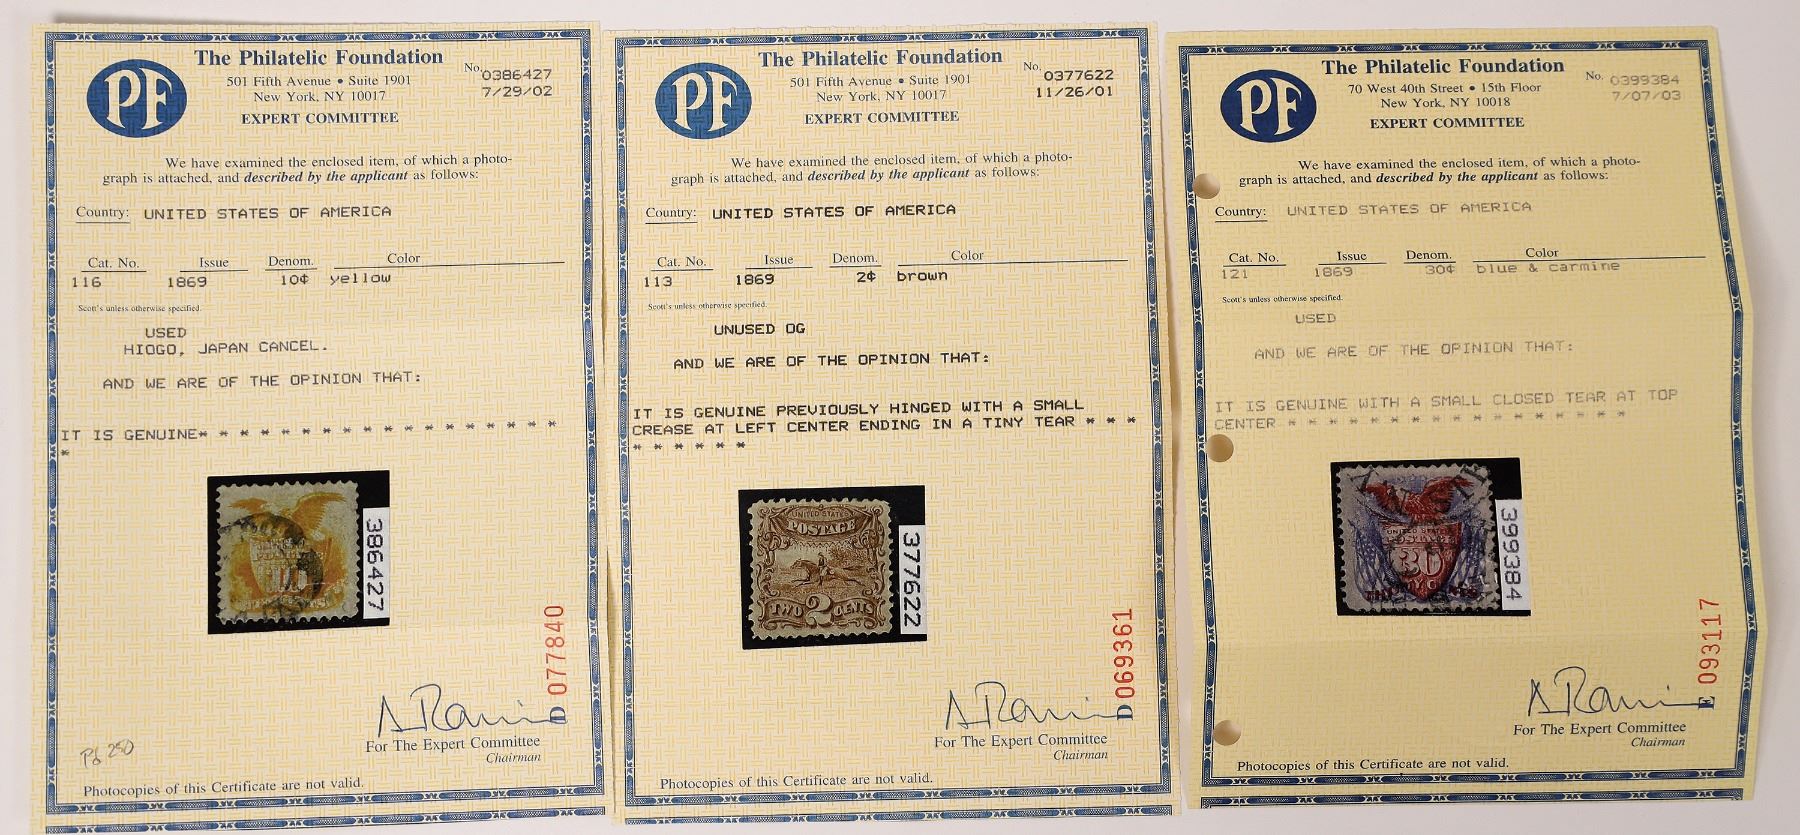 PF
The Philatelic Foundation
501 Fifth Avenue • Suite 1901
New York, NY 10017
EXPERT COMMITTEE
No. 0386427
7/29/02
We have examined the enclosed item, of which a photo-
graph is attached, and described by the applicant as follows:
Country: UNITED STATES OF AMERICA
Cat. No. Issue Denom. Color
116 1869 10¢ yellow
Scott's unless otherwise specified.
USED
HIOGO, JAPAN CANCEL.
AND WE ARE OF THE OPINION THAT:
IT IS GENUINE* * * * * * * * * * * * * * * * * *
*
386427
077840
D
For The Expert Committee
Chairman
250
Photocopies of this Certificate are not valid.
PF
The Philatelic Foundation
501 Fifth Avenue • Suite 1901
New York, NY 10017
EXPERT COMMITTEE
No. 0377622
11/26/01
We have examined the enclosed item, of which a photo-
graph is attached, and described by the applicant as follows:
Country: UNITED STATES OF AMERICA
Cat. No. Issue Denom. Color
113 1869 2¢ brown
Scott's unless otherwise specified.
UNUSED OG
AND WE ARE OF THE OPINION THAT:
IT IS GENUINE PREVIOUSLY HINGED WITH A SMALL
CREASE AT LEFT CENTER ENDING IN A TINY TEAR * * *
* * * * * *
UNITED STATES
POSTAGE
TWO 2 CENTS
377622
069361
D
For The Expert Committee
Chairman
Photocopies of this Certificate are not valid.
PF
The Philatelic Foundation
70 West 40th Street • 15th Floor
New York, NY 10018
EXPERT COMMITTEE
No. 0399384
7/07/03
We have examined the enclosed item, of which a photo-
graph is attached, and described by the applicant as follows:
Country: UNITED STATES OF AMERICA
Cat. No. Issue Denom. Color
121 1869 30¢ blue & carmine
Scott's unless otherwise specified.
USED
AND WE ARE OF THE OPINION THAT:
IT IS GENUINE WITH A SMALL CLOSED TEAR AT TOP
CENTER * * * * * * * * * * * * * * * * *
UNITED STATES
POSTAGE
30
399384
093117
E
For The Expert Committee
Chairman
Photocopies of this Certificate are not valid.